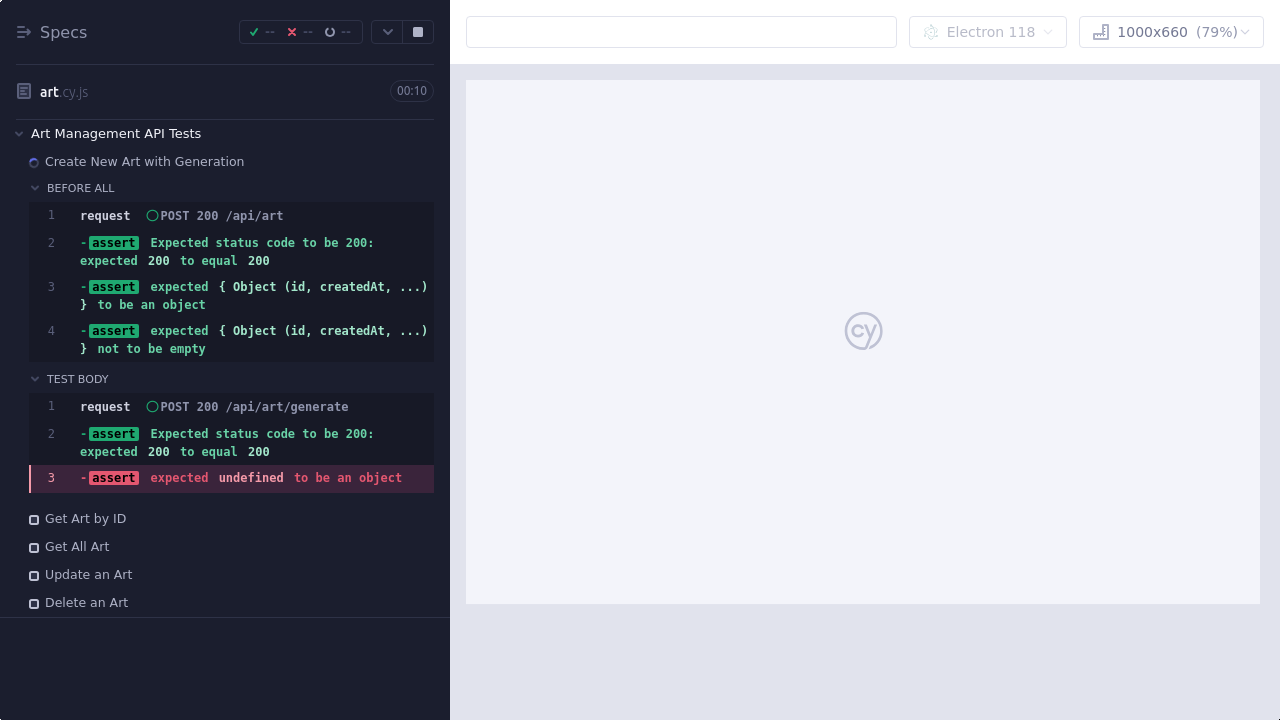 Specs
-- -- --
Electron 118
1000x660 (79%)
art.cy.js
00:10
Art Management API Tests
Create New Art with Generation
BEFORE ALL
1 request POST 200 /api/art
2 -assert Expected status code to be 200:
expected 200 to equal 200
3 -assert expected { Object (id, createdAt, ...)
} to be an object
4 -assert expected { Object (id, createdAt, ...)
} not to be empty
TEST BODY
1 request POST 200 /api/art/generate
2 -assert Expected status code to be 200:
expected 200 to equal 200
3 -assert expected undefined to be an object
Get Art by ID
Get All Art
Update an Art
Delete an Art
cy